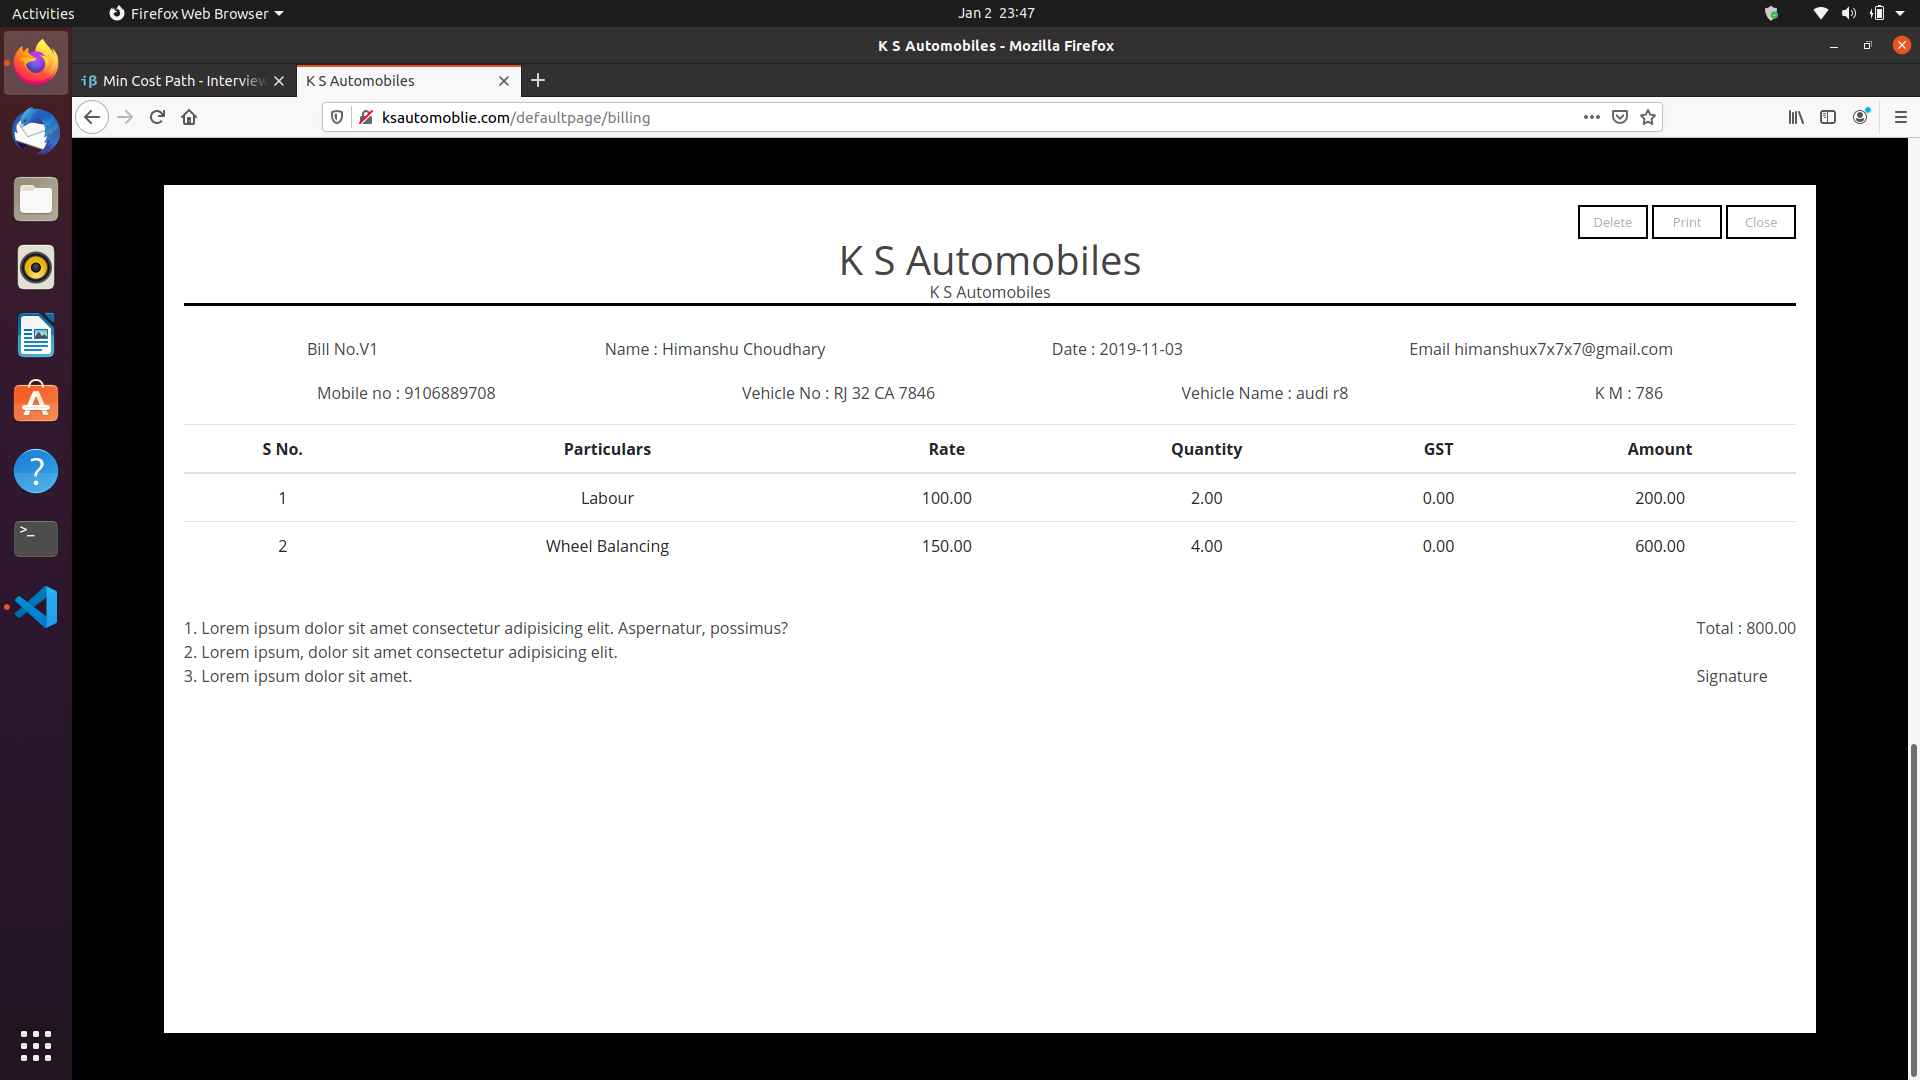 Activities Firefox Web Browser Jan 2 23:47
K S Automobiles - Mozilla Firefox
iβ Min Cost Path - Interview K S Automobiles
ksautomoblie.com/defaultpage/billing
Delete Print Close
K S Automobiles
K S Automobiles
Bill No.V1 Name : Himanshu Choudhary Date : 2019-11-03 Email himanshux7x7x7@gmail.com
Mobile no : 9106889708 Vehicle No : RJ 32 CA 7846 Vehicle Name : audi r8 K M : 786
S No. Particulars Rate Quantity GST Amount
1 Labour 100.00 2.00 0.00 200.00
2 Wheel Balancing 150.00 4.00 0.00 600.00
1. Lorem ipsum dolor sit amet consectetur adipisicing elit. Aspernatur, possimus? Total : 800.00
2. Lorem ipsum, dolor sit amet consectetur adipisicing elit.
3. Lorem ipsum dolor sit amet. Signature